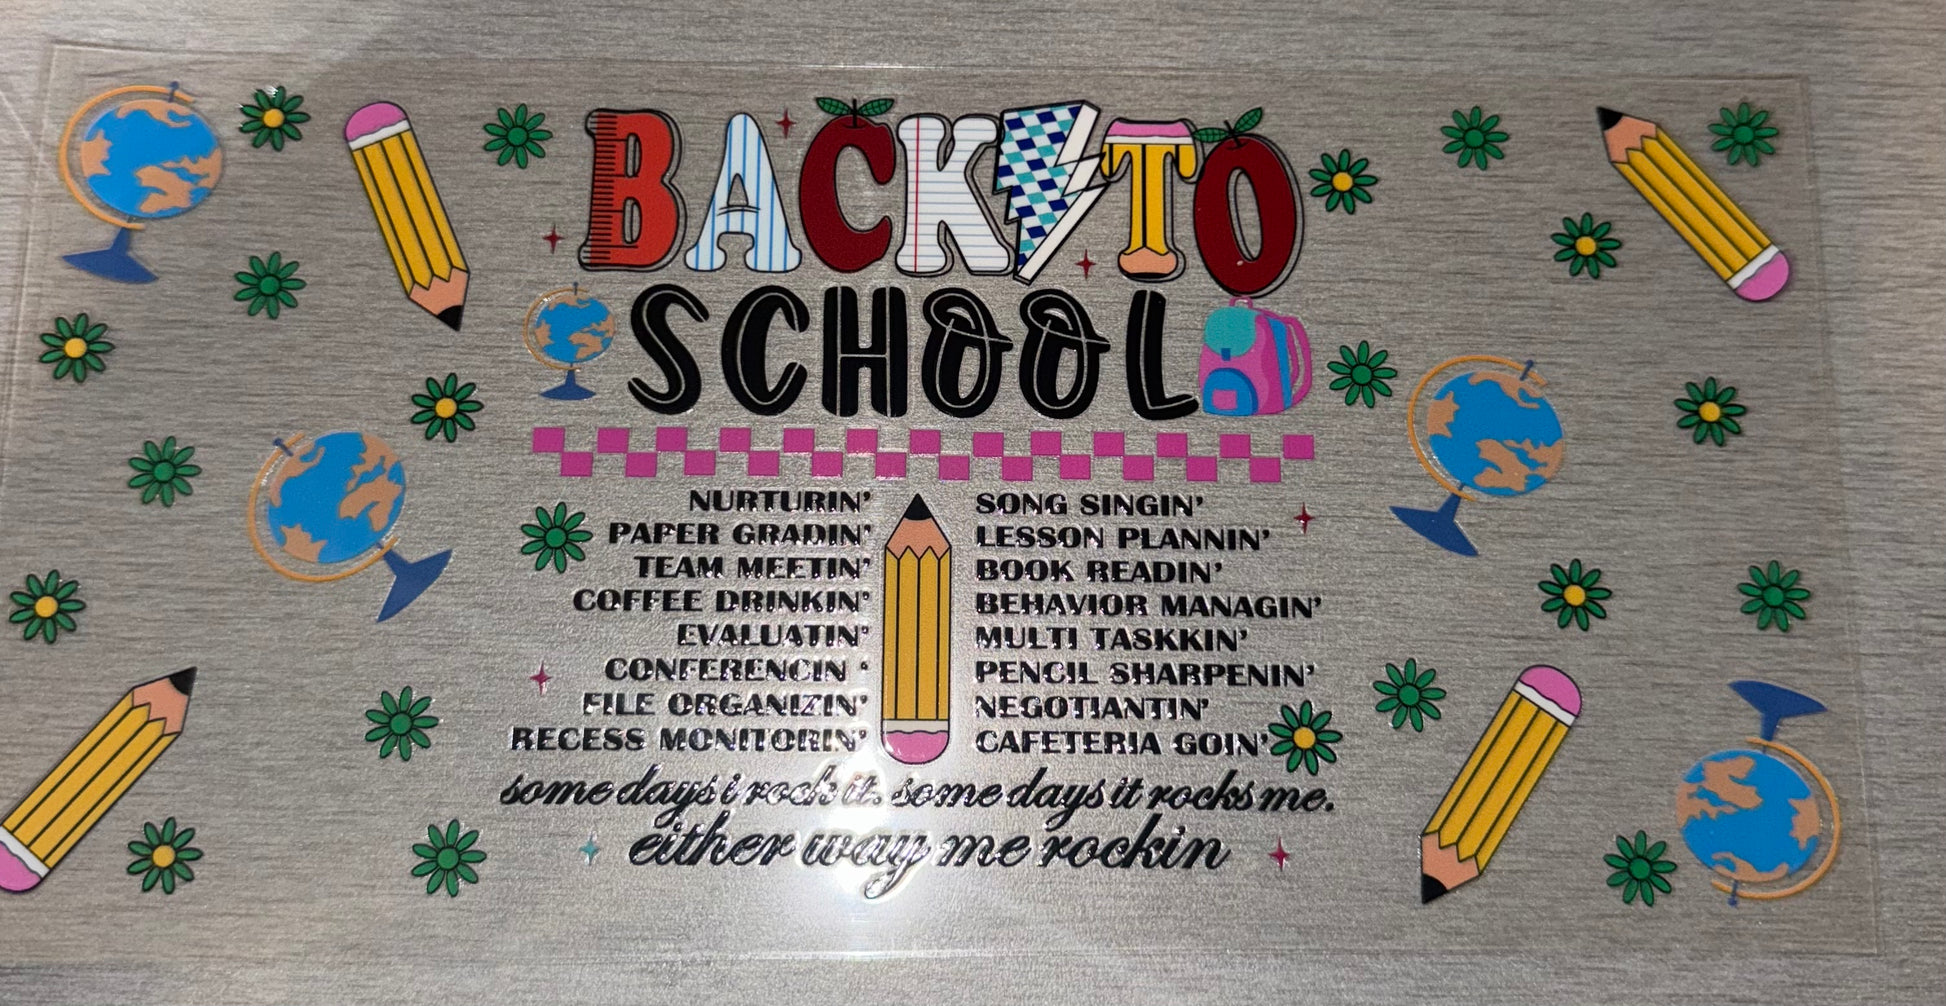 BACK TO
SCHOOL
NURTURIN'
PAPER GRADIN'
TEAM MEETIN'
COFFEE DRINKIN'
EVALUATIN'
CONFERENCIN '
FILE ORGANIZIN'
RECESS MONITORIN'
SONG SINGIN'
LESSON PLANNIN'
BOOK READIN'
BEHAVIOR MANAGIN'
MULTI TASKKIN'
PENCIL SHARPENIN'
NEGOTIANTIN'
CAFETERIA GOIN'
some days i rock it. some days it rocks me.
either way me rockin